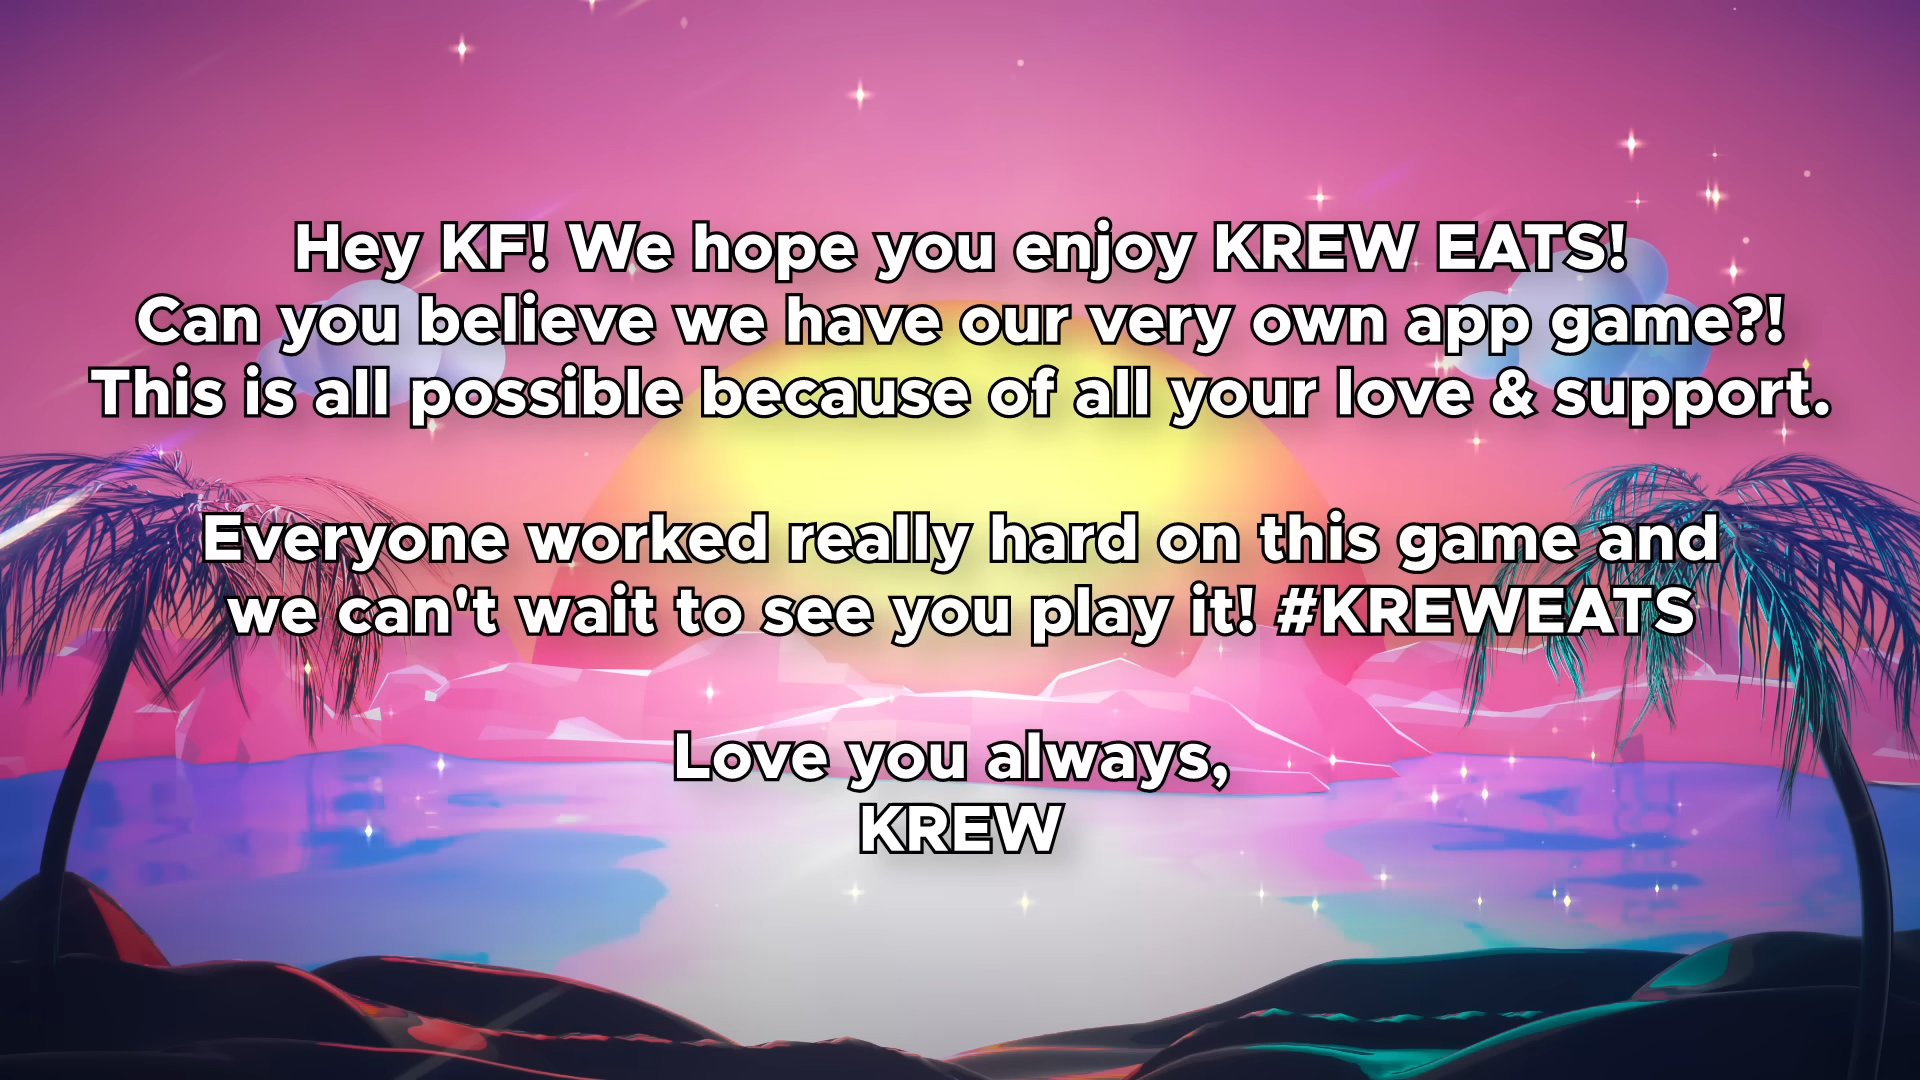 Hey KF! We hope you enjoy KREW EATS!
Can you believe we have our very own app game?!
This is all possible because of all your love & support.
Everyone worked really hard on this game and
we can't wait to see you play it! #KREWEATS
Love you always,
KREW